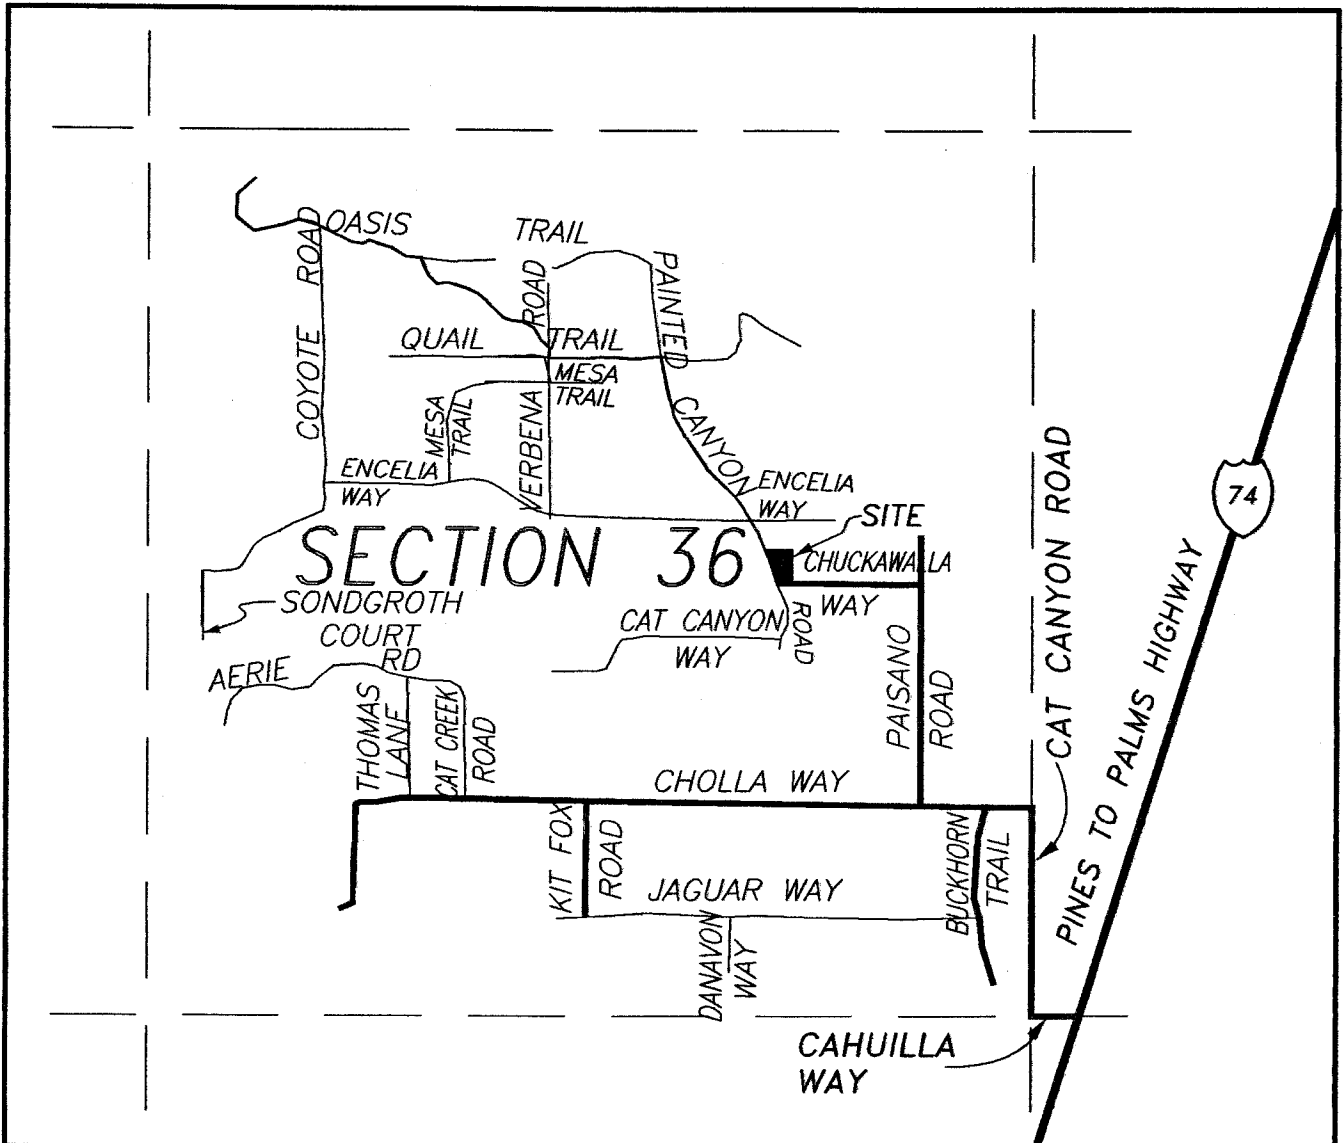 OASIS
TRAIL
COYOTE ROAD
ROAD
PAINTED
QUAIL
TRAIL
MESA
TRAIL
MESA
TRAIL
VERBENA
CANYON
ENCELIA
WAY
ENCELIA
WAY
SITE
SECTION 36
CHUCKAWALLA
WAY
SONDGROTH
COURT
CAT CANYON
WAY
ROAD
RD
AERIE
THOMAS
LANE
CAT CREEK
ROAD
PAISANO
ROAD
CAT CANYON ROAD
74
PINES TO PALMS HIGHWAY
CHOLLA WAY
KIT FOX
ROAD
JAGUAR WAY
BUCKHORN
TRAIL
DANAVON
WAY
CAHUILLA
WAY